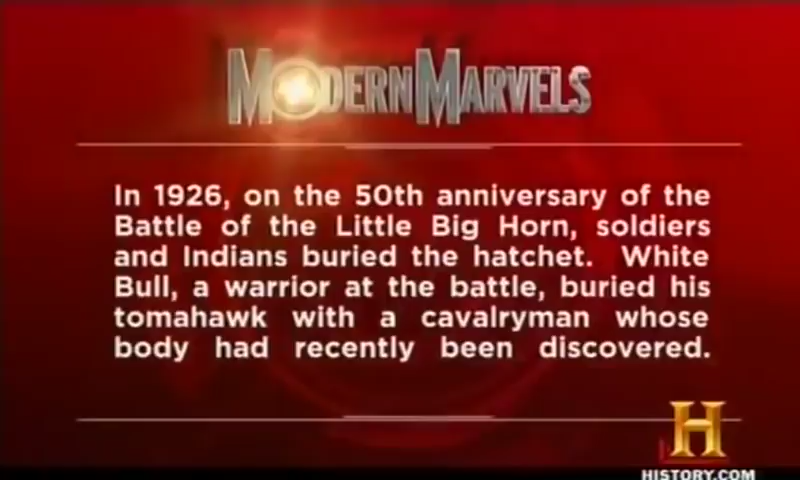 MODERN MARVELS
In 1926, on the 50th anniversary of the
Battle of the Little Big Horn, soldiers
and Indians buried the hatchet. White
Bull, a warrior at the battle, buried his
tomahawk with a cavalryman whose
body had recently been discovered.
H
HISTORY.COM